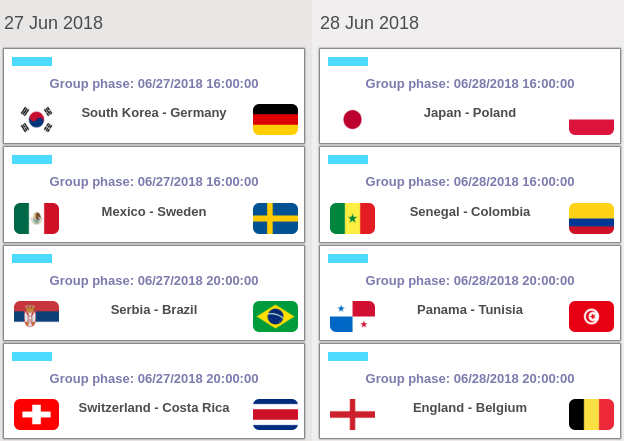 27 Jun 2018
Group phase: 06/27/2018 16:00:00
South Korea - Germany
Group phase: 06/27/2018 16:00:00
Mexico - Sweden
Group phase: 06/27/2018 20:00:00
Serbia - Brazil
Group phase: 06/27/2018 20:00:00
Switzerland - Costa Rica
28 Jun 2018
Group phase: 06/28/2018 16:00:00
Japan - Poland
Group phase: 06/28/2018 16:00:00
Senegal - Colombia
Group phase: 06/28/2018 20:00:00
Panama - Tunisia
Group phase: 06/28/2018 20:00:00
England - Belgium